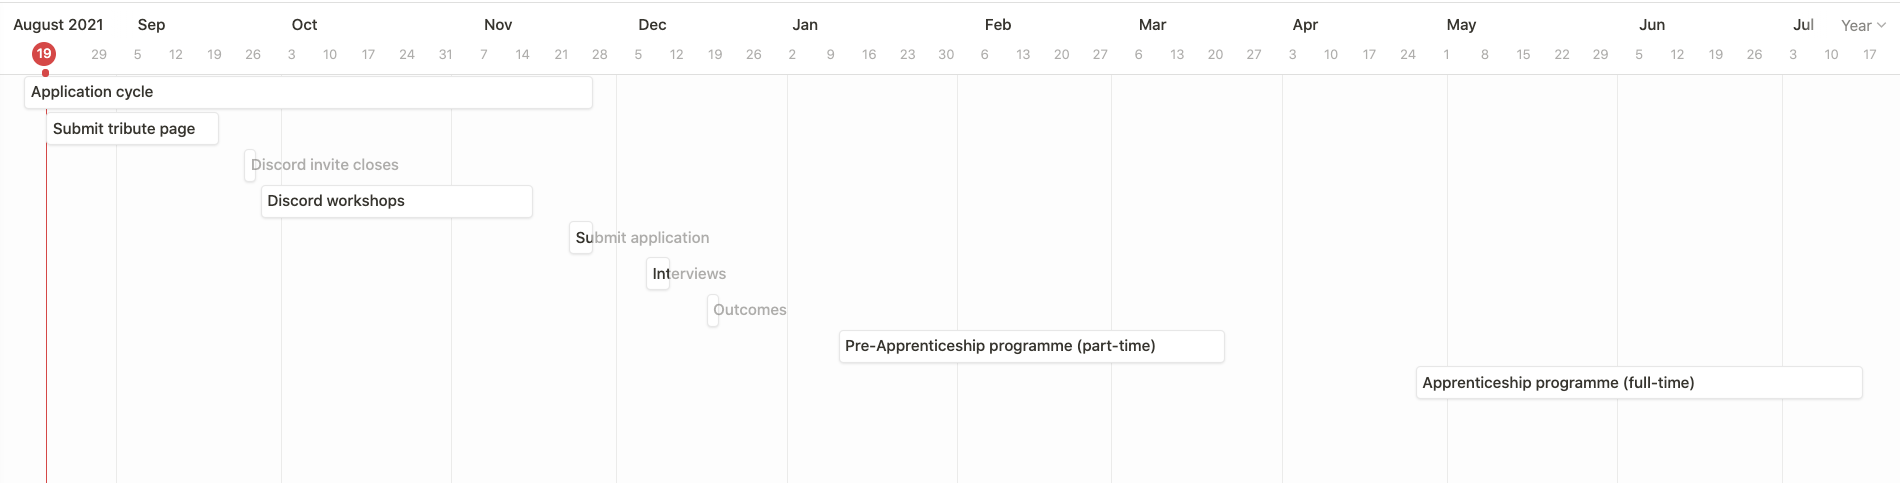 August 2021 Sep Oct Nov Dec Jan Feb Mar Apr May Jun Jul Year
19 29 5 12 19 26 3 10 17 24 31 7 14 21 28 5 12 19 26 2 9 16 23 30 6 13 20 27 6 13 20 27 3 10 17 24 1 8 15 22 29 5 12 19 26 3 10 17
Application cycle
Submit tribute page
Discord invite closes
Discord workshops
Submit application
Interviews
Outcomes
Pre-Apprenticeship programme (part-time)
Apprenticeship programme (full-time)